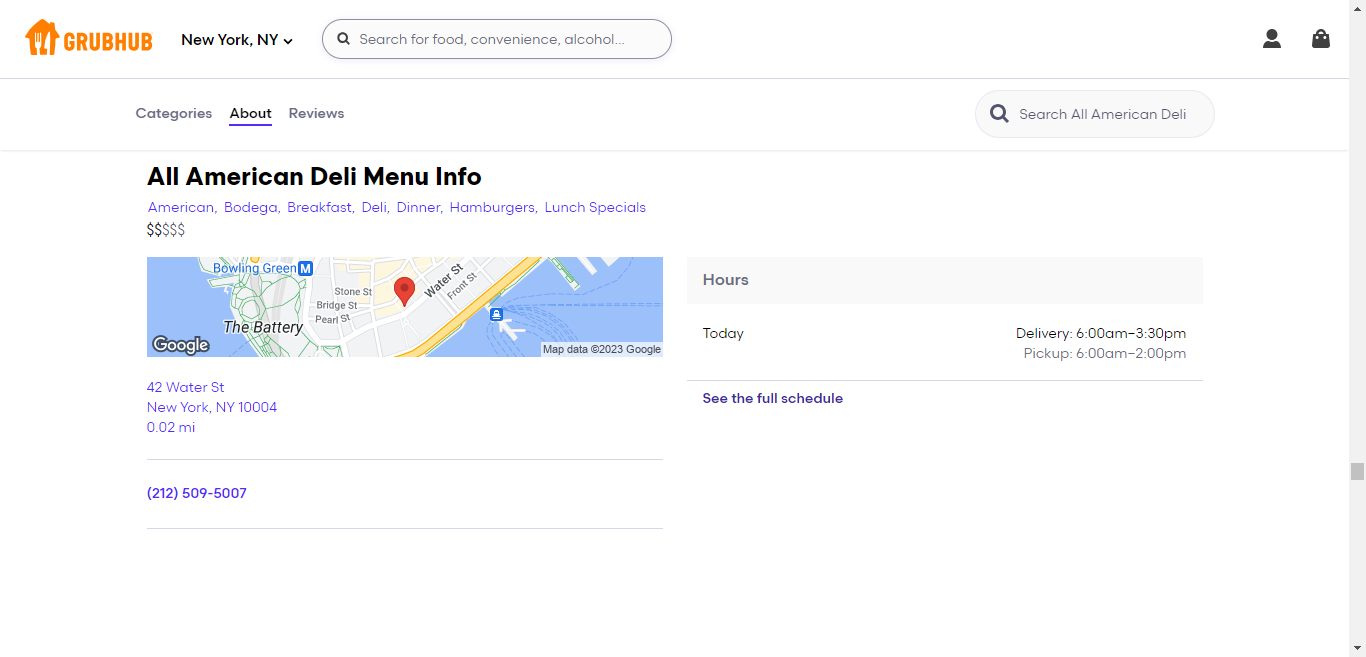 GRUBHUB
New York, NY
Search for food, convenience, alcohol...
Categories
About
Reviews
Search All American Deli
All American Deli Menu Info
American, Bodega, Breakfast, Deli, Dinner, Hamburgers, Lunch Specials
$$$$$
Bowling Green M
Stone St
Bridge St
Pearl St
Water St
Front St
The Battery
Google
Map data ©2023 Google
42 Water St
New York, NY 10004
0.02 mi
(212) 509-5007
Hours
Today
Delivery: 6:00am–3:30pm
Pickup: 6:00am–2:00pm
See the full schedule